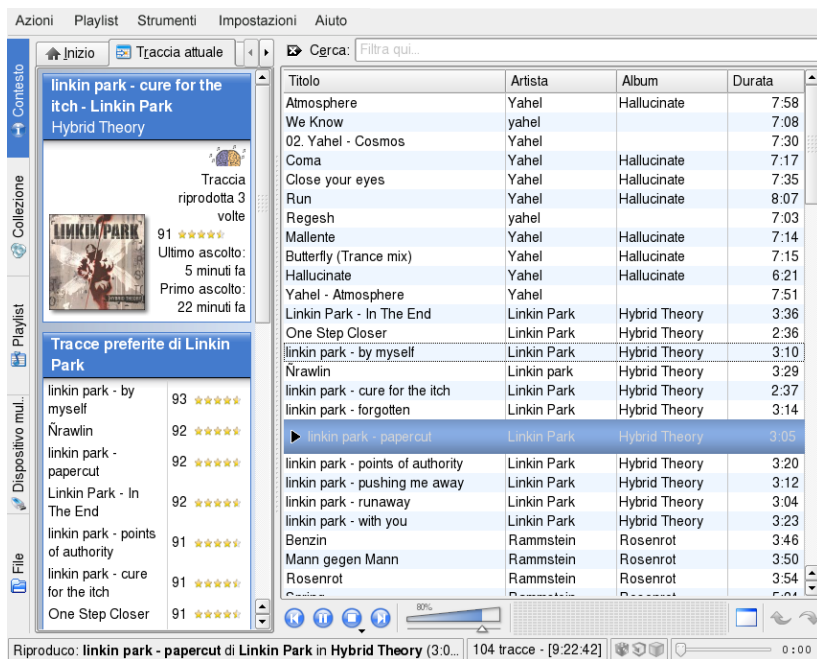 Azioni Playlist Strumenti Impostazioni Aiuto
Contesto
Collezione
Playlist
Dispositivo mul..
File
Inizio Traccia attuale
Cerca: Filtra qui...
linkin park - cure for the
itch - Linkin Park
Hybrid Theory
Traccia
riprodotta 3
volte
91
Ultimo ascolto:
5 minuti fa
Primo ascolto:
22 minuti fa
LINKIN PARK
Tracce preferite di Linkin
Park
linkin park - by
myself 93
Ñrawlin 92
linkin park -
papercut 92
Linkin Park - In
The End 92
linkin park - points
of authority 91
linkin park - cure
for the itch 91
One Step Closer 91
Titolo Artista Album Durata
Atmosphere Yahel Hallucinate 7:58
We Know yahel 7:08
02. Yahel - Cosmos Yahel 7:30
Coma Yahel Hallucinate 7:17
Close your eyes Yahel Hallucinate 7:35
Run Yahel Hallucinate 8:07
Regesh yahel 7:03
Mallente Yahel Hallucinate 7:14
Butterfly (Trance mix) Yahel Hallucinate 7:15
Hallucinate Yahel Hallucinate 6:21
Yahel - Atmosphere Yahel 7:51
Linkin Park - In The End Linkin Park Hybrid Theory 3:36
One Step Closer Linkin Park Hybrid Theory 2:36
linkin park - by myself Linkin Park Hybrid Theory 3:10
Ñrawlin Linkin park Hybrid Theory 3:29
linkin park - cure for the itch Linkin Park Hybrid Theory 2:37
linkin park - forgotten Linkin Park Hybrid Theory 3:14
linkin park - papercut Linkin Park Hybrid Theory 3:05
linkin park - points of authority Linkin Park Hybrid Theory 3:20
linkin park - pushing me away Linkin Park Hybrid Theory 3:12
linkin park - runaway Linkin Park Hybrid Theory 3:04
linkin park - with you Linkin Park Hybrid Theory 3:23
Benzin Rammstein Rosenrot 3:46
Mann gegen Mann Rammstein Rosenrot 3:50
Rosenrot Rammstein Rosenrot 3:54
80%
Riproduco: linkin park - papercut di Linkin Park in Hybrid Theory (3:0... 104 tracce - [9:22:42] 0:00